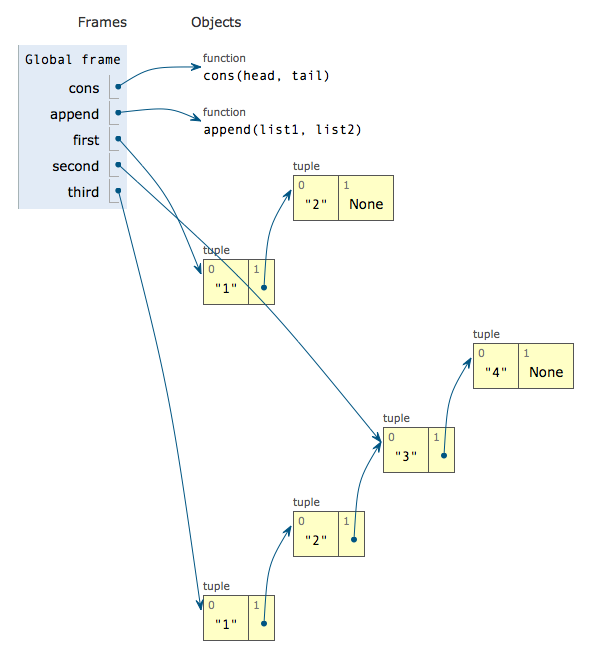 Frames Objects
Global frame
cons
append
first
second
third
function
cons(head, tail)
function
append(list1, list2)
tuple
0 1
"2" None
tuple
0 1
"1"
tuple
0 1
"4" None
tuple
0 1
"3"
tuple
0 1
"2"
tuple
0 1
"1"